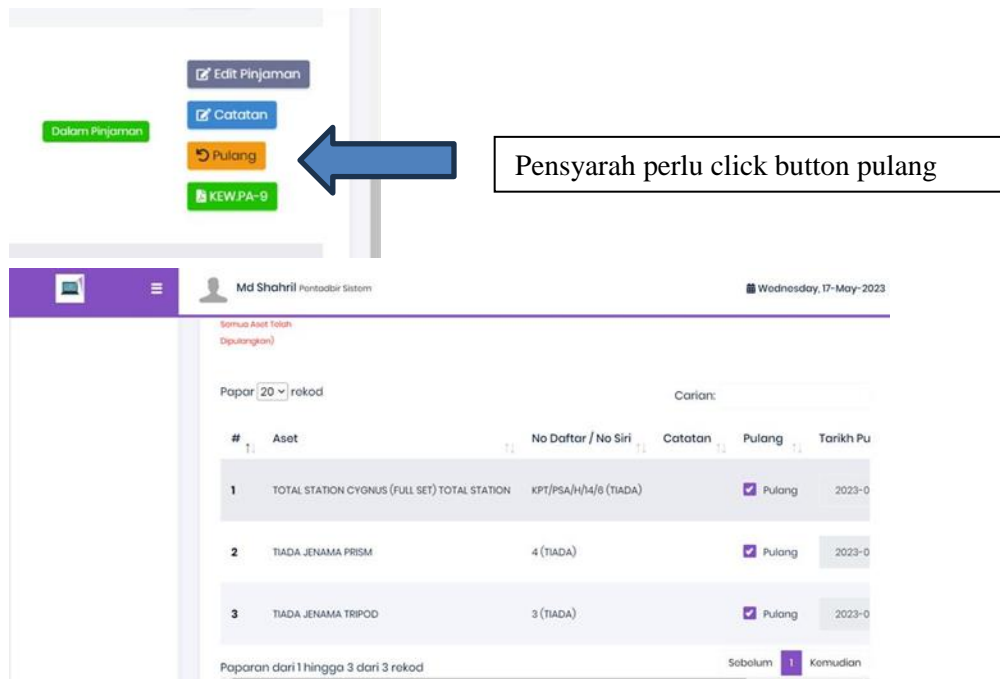 Edit Pinjaman
Catatan
Dalam Pinjaman
Pulang
KEW.PA-9
Pensyarah perlu click button pulang
Md Shahril Pentadbir Sistem
Wednesday, 17-May-2023
Semua Aset Telah
Dipulangkan)
Papar 20 rekod
Carian:
# Aset No Daftar / No Siri Catatan Pulang Tarikh Pu
1 TOTAL STATION CYGNUS (FULL SET) TOTAL STATION KPT/PSA/H/14/6 (TIADA) Pulang 2023-0
2 TIADA JENAMA PRISM 4 (TIADA) Pulang 2023-0
3 TIADA JENAMA TRIPOD 3 (TIADA) Pulang 2023-0
Paparan dari 1 hingga 3 dari 3 rekod
Sebelum 1 Kemudian